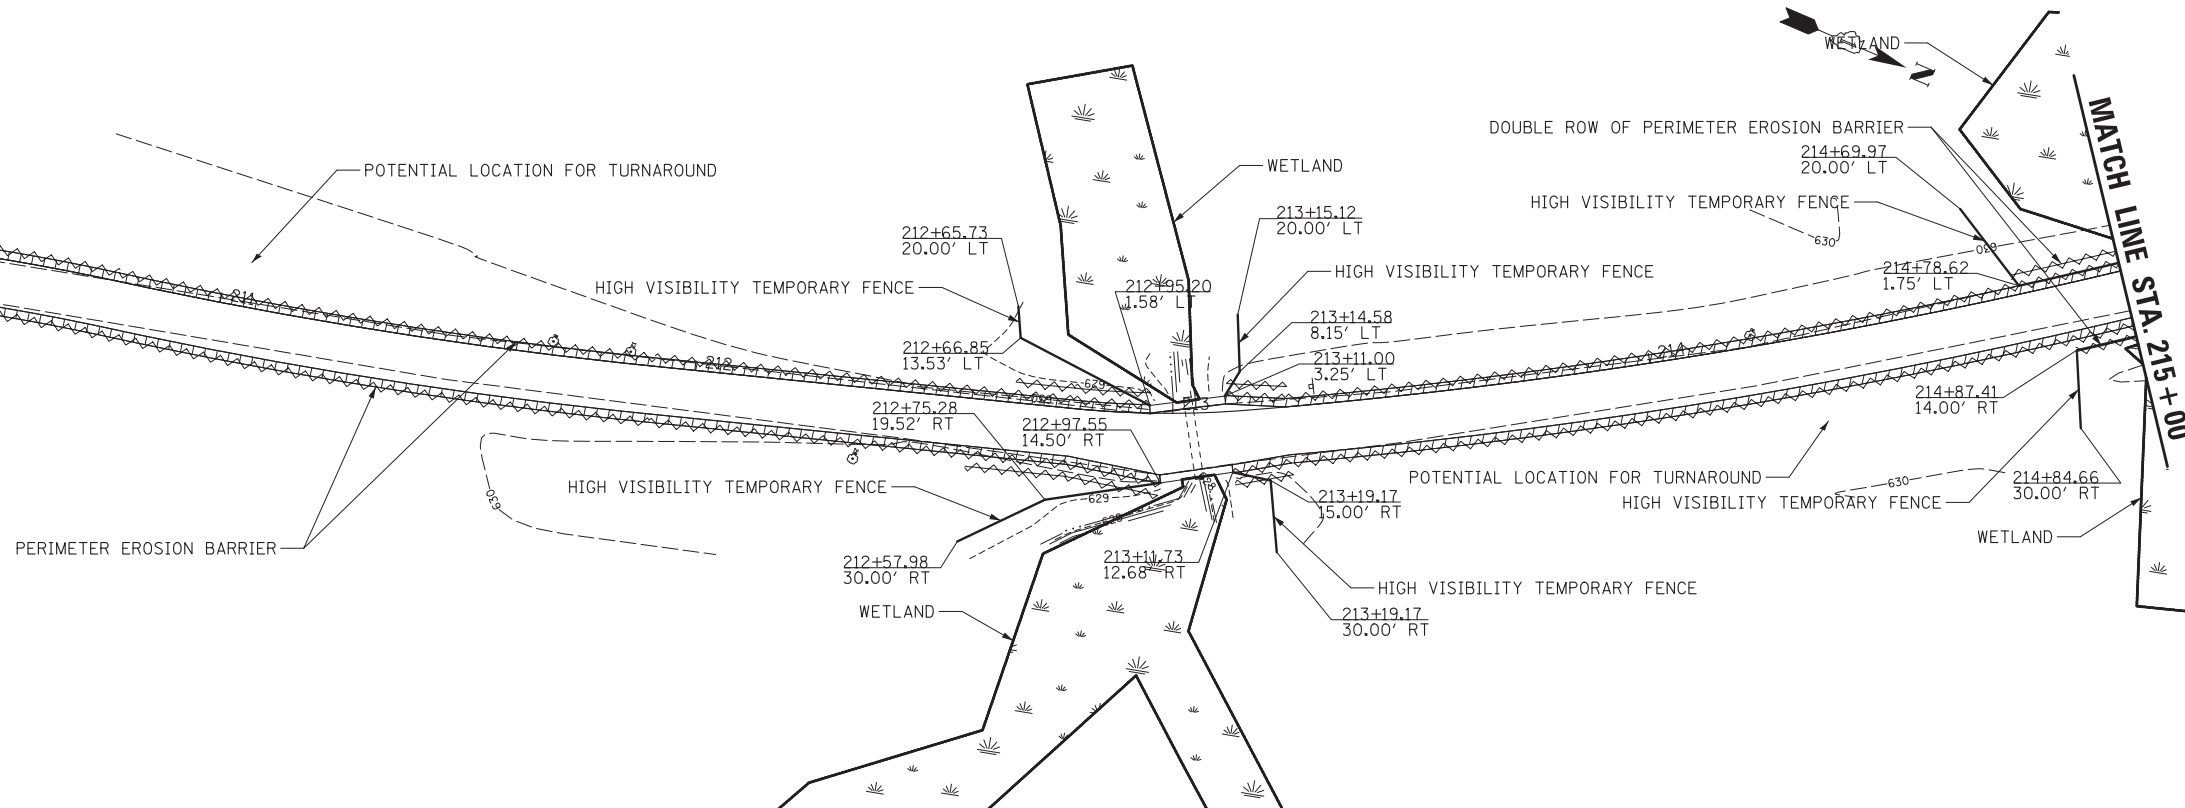 WETLAND
N
MATCH LINE STA. 215+00
DOUBLE ROW OF PERIMETER EROSION BARRIER
214+69.97
20.00' LT
POTENTIAL LOCATION FOR TURNAROUND
WETLAND
HIGH VISIBILITY TEMPORARY FENCE
213+15.12
20.00' LT
212+65.73
20.00' LT
630
630
HIGH VISIBILITY TEMPORARY FENCE
214+78.62
1.75' LT
HIGH VISIBILITY TEMPORARY FENCE
212+95.20
1.58' LT
211
213+14.58
8.15' LT
212+66.85
13.53' LT
212
213+11.00
3.25' LT
214
629
213
214+87.41
14.00' RT
212+75.28
19.52' RT
212+97.55
14.50' RT
POTENTIAL LOCATION FOR TURNAROUND
630
214+84.66
30.00' RT
HIGH VISIBILITY TEMPORARY FENCE
630
629
628
628
213+19.17
15.00' RT
HIGH VISIBILITY TEMPORARY FENCE
WETLAND
PERIMETER EROSION BARRIER
212+57.98
30.00' RT
213+11.73
12.68' RT
HIGH VISIBILITY TEMPORARY FENCE
WETLAND
213+19.17
30.00' RT